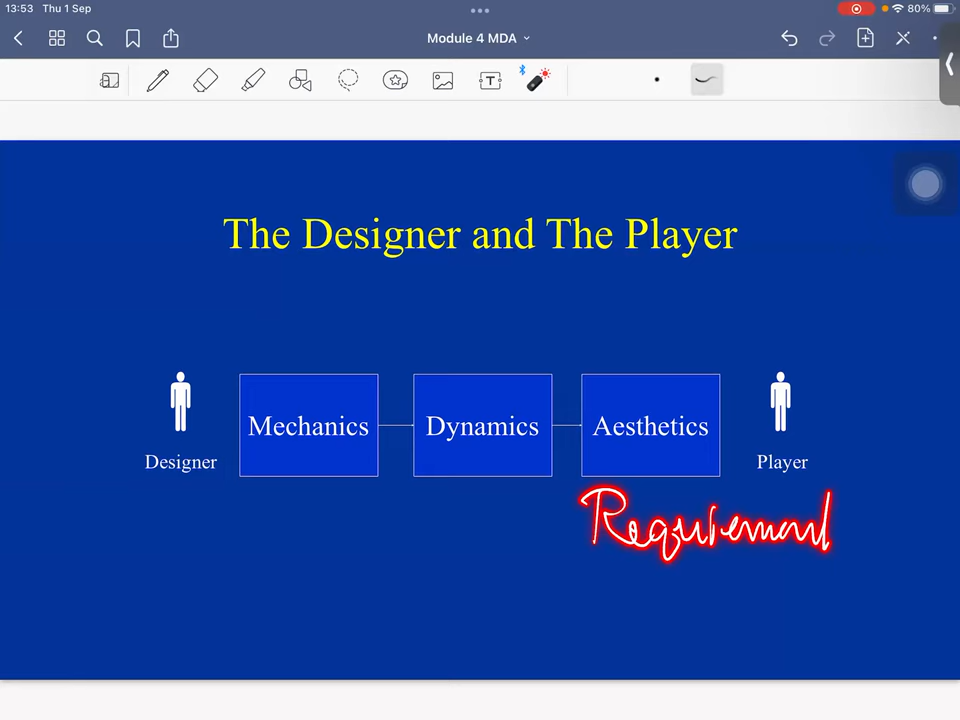 13:53 Thu 1 Sep
80%
Module 4 MDA
T
The Designer and The Player
Mechanics
Dynamics
Aesthetics
Designer
Player
Requirement